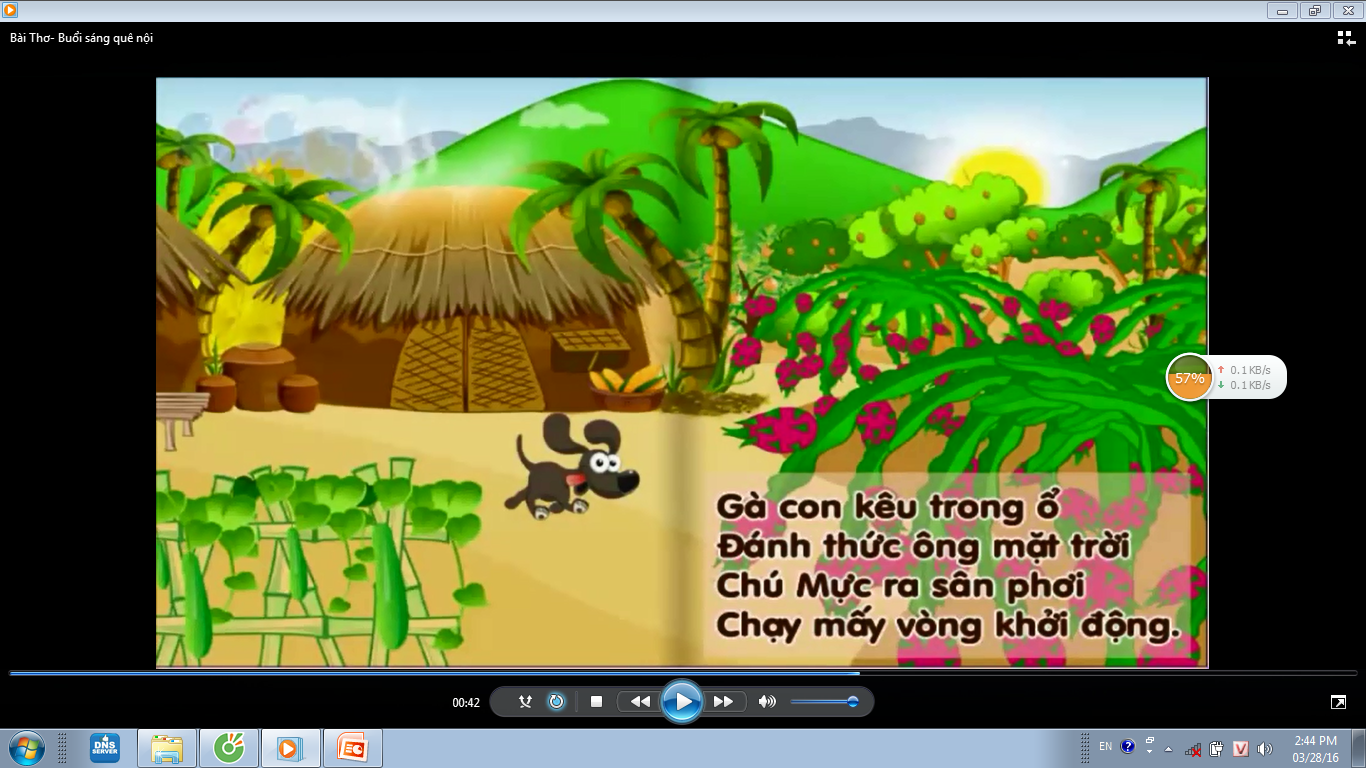 Bài Thơ- Buổi sáng quê nội
Gà con kêu trong ổ
Đánh thức ông mặt trời
Chú Mực ra sân phơi
Chạy mấy vòng khởi động.
57%
0.1 KB/s
0.1 KB/s
00:42
DNS
SERVER
EN
2:44 PM
03/28/16